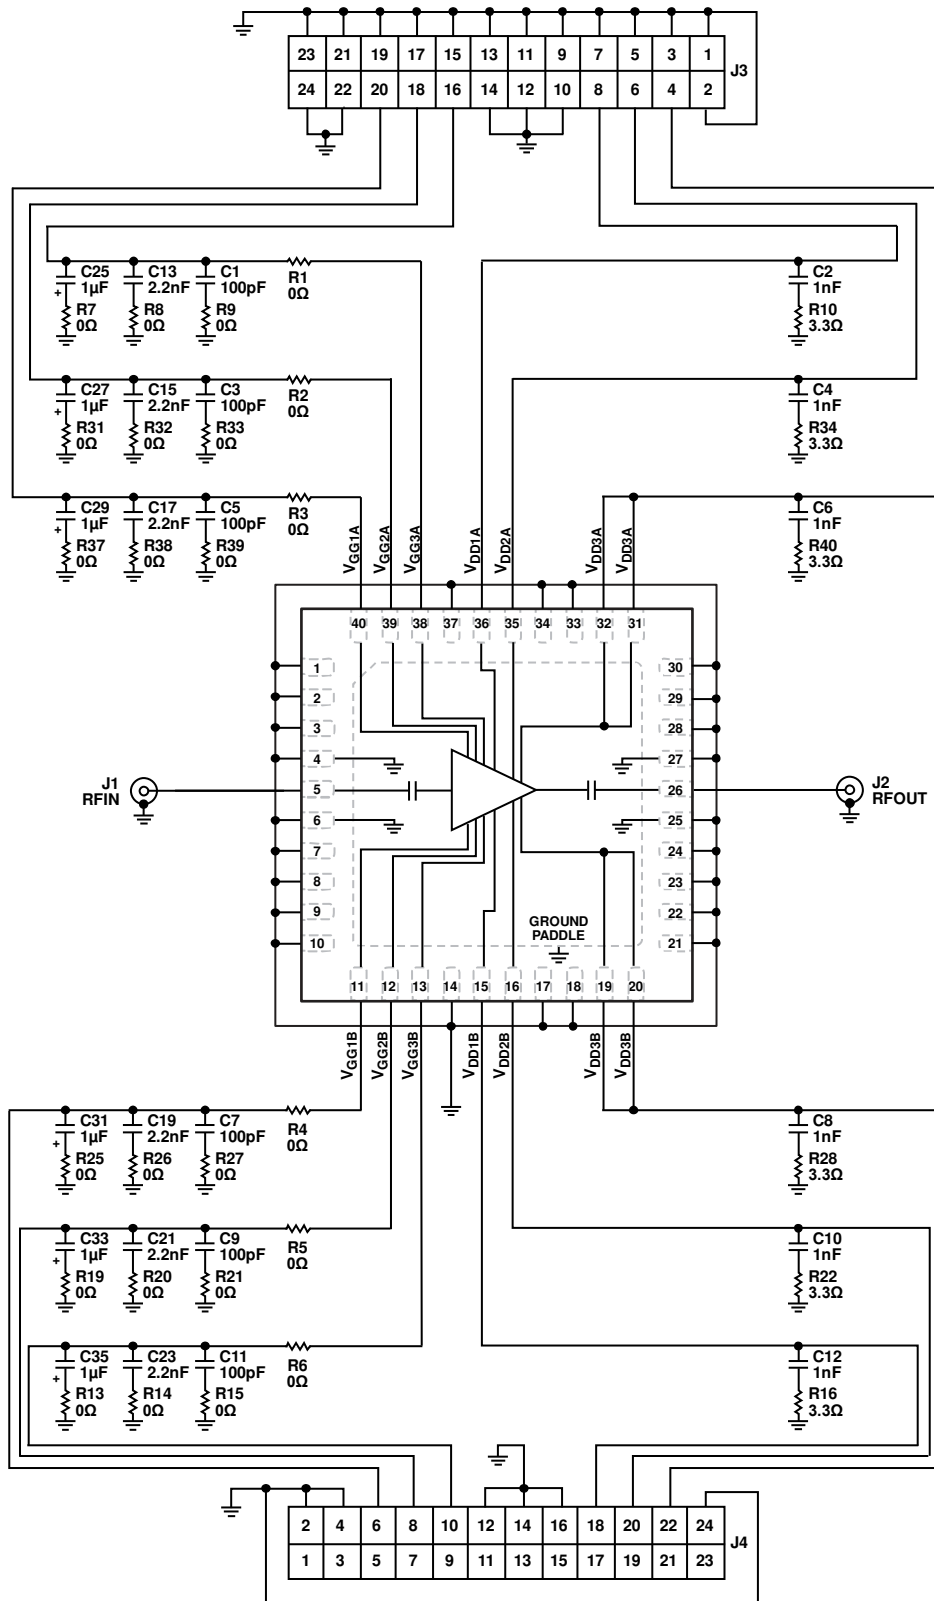 23 21 19 17 15 13 11 9 7 5 3 1
J3
24 22 20 18 16 14 12 10 8 6 4 2
C25 1µF
C13 2.2nF
C1 100pF
R1 0Ω
C2 1nF
+
R7 0Ω
R8 0Ω
R9 0Ω
R10 3.3Ω
C27 1µF
C15 2.2nF
C3 100pF
R2 0Ω
C4 1nF
+
R31 0Ω
R32 0Ω
R33 0Ω
R34 3.3Ω
C29 1µF
C17 2.2nF
C5 100pF
R3 0Ω
C6 1nF
+
R37 0Ω
R38 0Ω
R39 0Ω
R40 3.3Ω
VGG1A VGG2A VGG3A VDD1A VDD2A VDD3A VDD3A
40 39 38 37 36 35 34 33 32 31
1 30
2 29
3 28
4 27
J1 RFIN
5 26
J2 RFOUT
6 25
7 24
8 23
9 22
10 21
GROUND PADDLE
11 12 13 14 15 16 17 18 19 20
VGG1B VGG2B VGG3B VDD1B VDD2B VDD3B VDD3B
C31 1µF
C19 2.2nF
C7 100pF
R4 0Ω
C8 1nF
+
R25 0Ω
R26 0Ω
R27 0Ω
R28 3.3Ω
C33 1µF
C21 2.2nF
C9 100pF
R5 0Ω
C10 1nF
+
R19 0Ω
R20 0Ω
R21 0Ω
R22 3.3Ω
C35 1µF
C23 2.2nF
C11 100pF
R6 0Ω
C12 1nF
+
R13 0Ω
R14 0Ω
R15 0Ω
R16 3.3Ω
2 4 6 8 10 12 14 16 18 20 22 24
J4
1 3 5 7 9 11 13 15 17 19 21 23